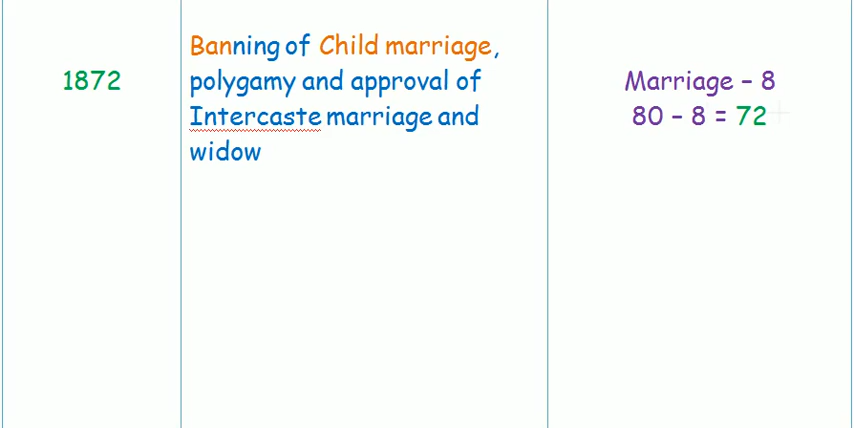 1872
Banning of Child marriage,
polygamy and approval of
Intercaste marriage and
widow
Marriage – 8
80 – 8 = 72